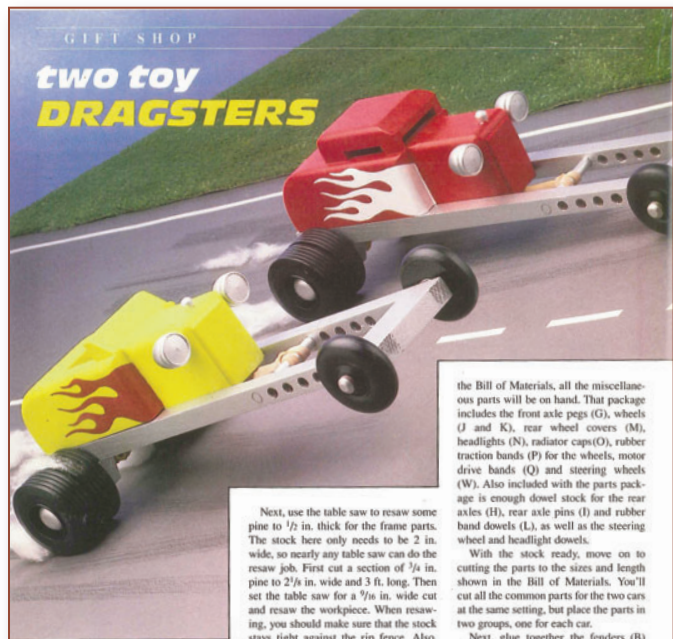 GIFT SHOP
two toy
DRAGSTERS
Next, use the table saw to resaw some
pine to 1/2 in. thick for the frame parts.
The stock here only needs to be 2 in.
wide, so nearly any table saw can do the
resaw job. First cut a section of 3/4 in.
pine to 2 1/8 in. wide and 3 ft. long. Then
set the table saw for a 9/16 in. wide cut
and resaw the workpiece. When resaw-
ing, you should make sure that the stock
stays tight against the rip fence. Also,
the Bill of Materials, all the miscellane-
ous parts will be on hand. That package
includes the front axle pegs (G), wheels
(J and K), rear wheel covers (M),
headlights (N), radiator caps(O), rubber
traction bands (P) for the wheels, motor
drive bands (Q) and steering wheels
(W). Also included with the parts pack-
age is enough dowel stock for the rear
axles (H), rear axle pins (I) and rubber
band dowels (L), as well as the steering
wheel and headlight dowels.
With the stock ready, move on to
cutting the parts to the sizes and length
shown in the Bill of Materials. You'll
cut all the common parts for the two cars
at the same setting, but place the parts in
two groups, one for each car.
Next, glue together the fenders (B)